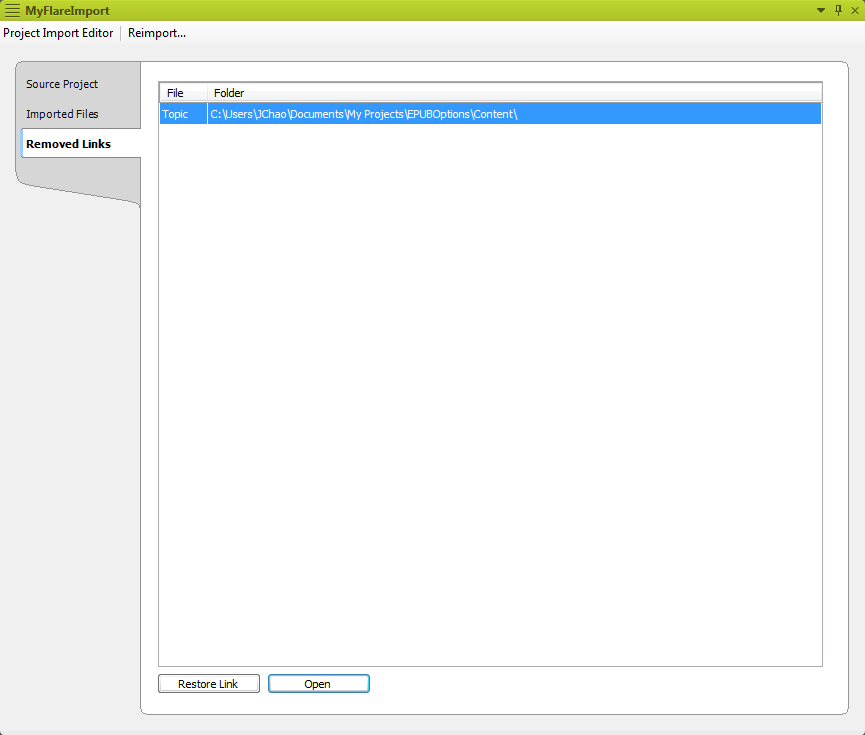 MyFlareImport
Project Import Editor Reimport...
Source Project
Imported Files
Removed Links
File Folder
Topic C:\Users\JChao\Documents\My Projects\EPUBOptions\Content\
Restore Link Open